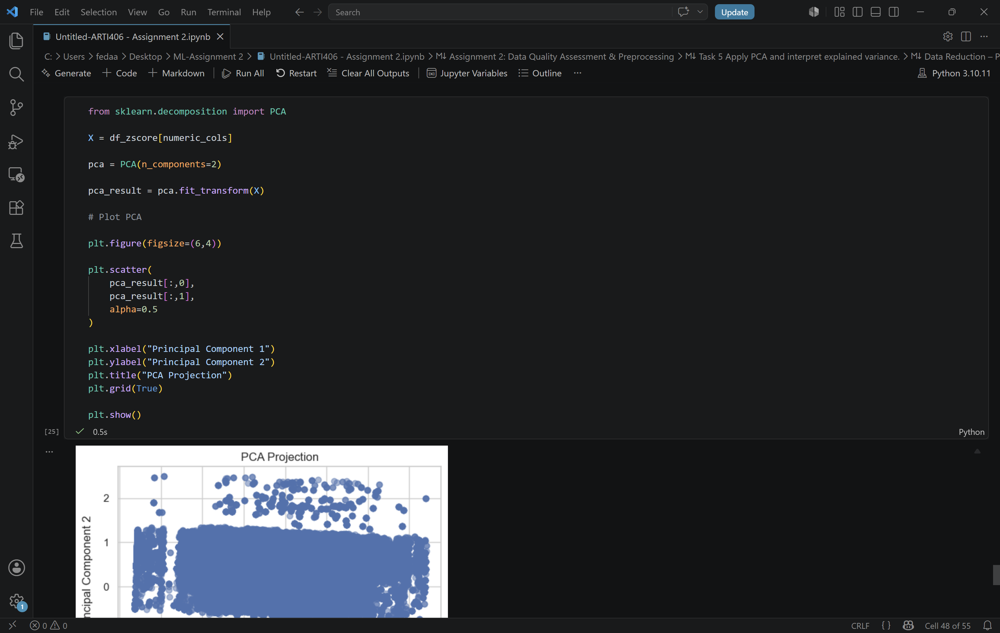 File Edit Selection View Go Run Terminal Help Search Update
Untitled-ARTI406 - Assignment 2.ipynb
C: > Users > fedaa > Desktop > ML-Assignment 2 > Untitled-ARTI406 - Assignment 2.ipynb > M↓ Assignment 2: Data Quality Assessment & Preprocessing > M↓ Task 5 Apply PCA and interpret explained variance. > M↓ Data Reduction – P
Generate + Code + Markdown Run All Restart Clear All Outputs Jupyter Variables Outline ··· Python 3.10.11
from sklearn.decomposition import PCA
X = df_zscore[numeric_cols]
pca = PCA(n_components=2)
pca_result = pca.fit_transform(X)
# Plot PCA
plt.figure(figsize=(6,4))
plt.scatter(
    pca_result[:,0],
    pca_result[:,1],
    alpha=0.5
)
plt.xlabel("Principal Component 1")
plt.ylabel("Principal Component 2")
plt.title("PCA Projection")
plt.grid(True)
plt.show()
[25] 0.5s Python
PCA Projection
2
1
0
ncipal Component 2
1
0 0 CRLF { } Cell 48 of 55